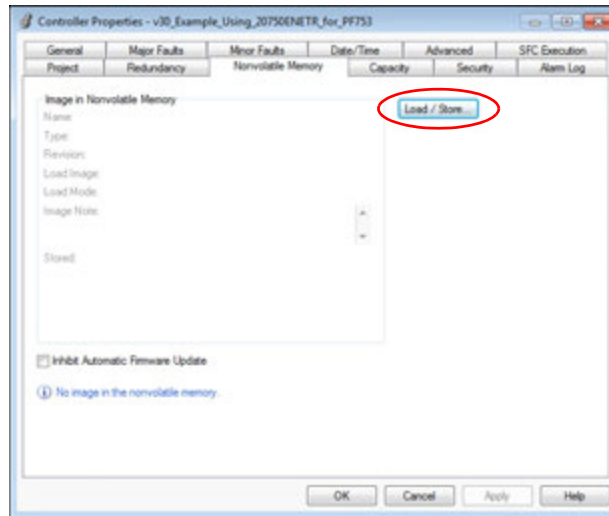 Controller Properties - v30_Example_Using_20750ENETR_for_PF753
General Major Faults Minor Faults Date/Time Advanced SFC Execution
Project Redundancy Nonvolatile Memory Capacity Security Alarm Log
Image in Nonvolatile Memory
Load / Store...
Name:
Type:
Revision:
Load Image:
Load Mode:
Image Note:
Stored:
Inhibit Automatic Firmware Update
No image in the nonvolatile memory.
OK Cancel Apply Help